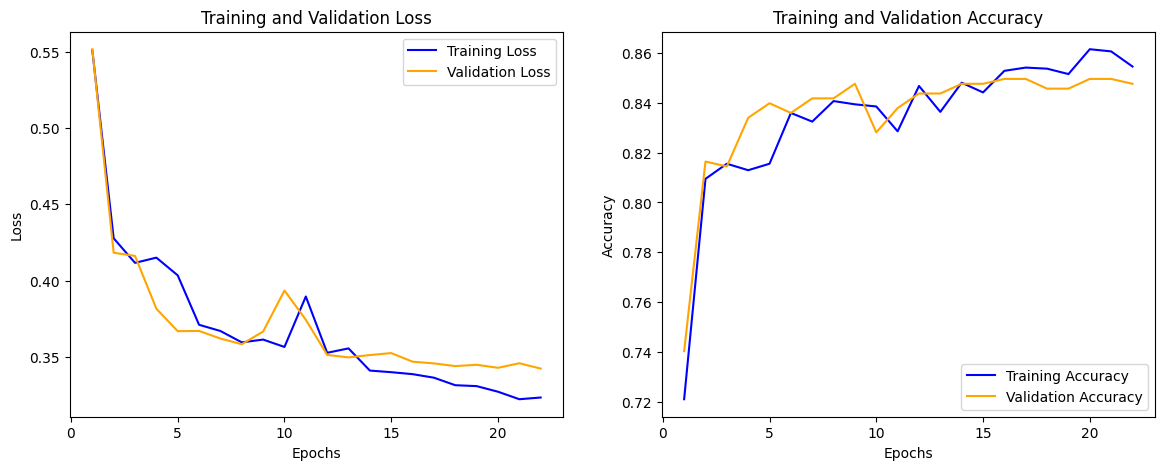 Training and Validation Loss
Training Loss
Validation Loss
0.55
0.50
0.45
0.40
0.35
Loss
0
5
10
15
20
Epochs
Training and Validation Accuracy
0.86
0.84
0.82
0.80
0.78
0.76
0.74
0.72
Accuracy
Training Accuracy
Validation Accuracy
0
5
10
15
20
Epochs